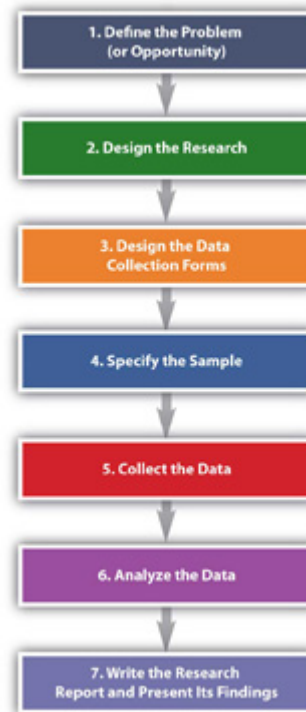 1. Define the Problem
(or Opportunity)
2. Design the Research
3. Design the Data
Collection Forms
4. Specify the Sample
5. Collect the Data
6. Analyze the Data
7. Write the Research
Report and Present Its Findings